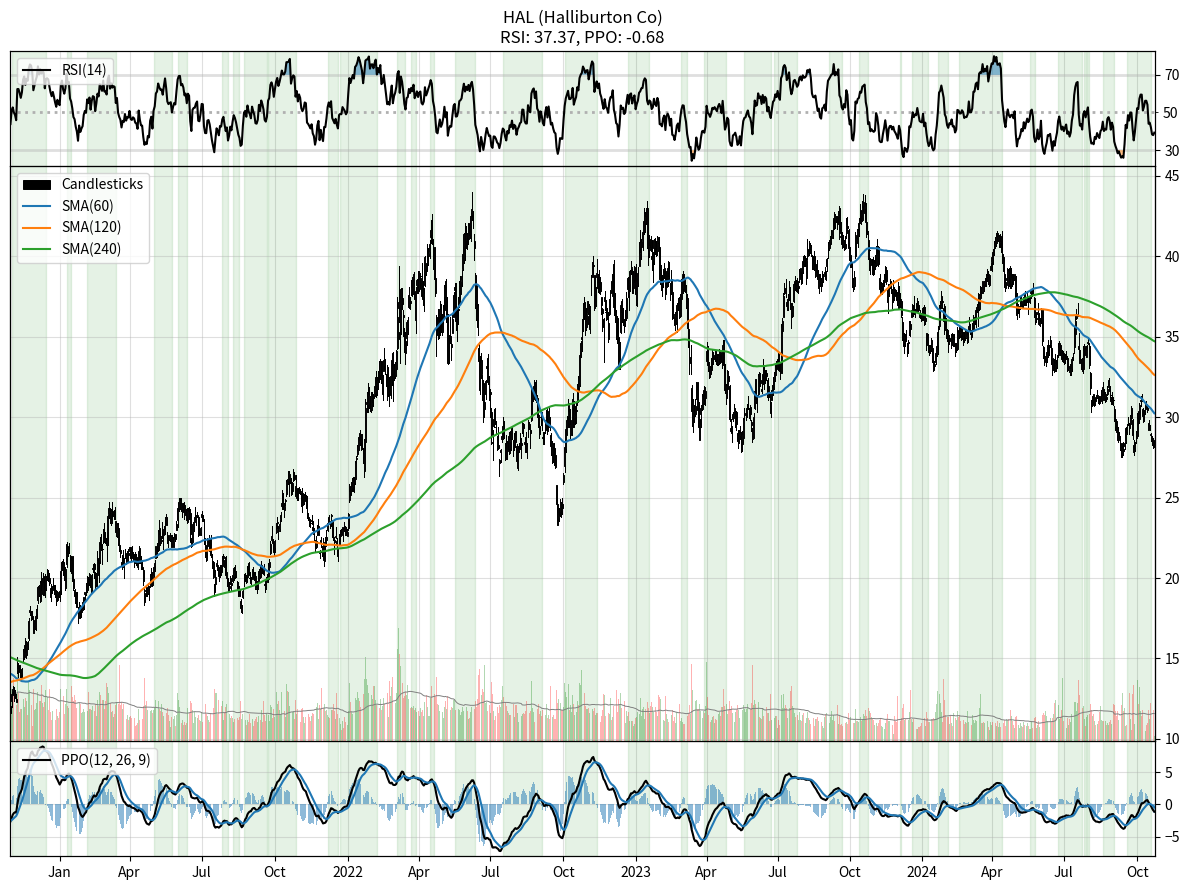 HAL (Halliburton Co)
RSI: 37.37, PPO: -0.68
RSI(14)
70
50
30
Candlesticks
SMA(60)
SMA(120)
SMA(240)
45
40
35
30
25
20
15
10
PPO(12, 26, 9)
5
0
−5
Jan Apr Jul Oct 2022 Apr Jul Oct 2023 Apr Jul Oct 2024 Apr Jul Oct